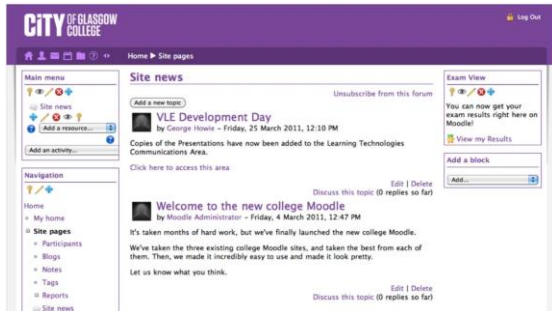 CiTY OF GLASGOW
COLLEGE
Log Out
Home ▶ Site pages
Main menu
Site news
Add a resource...
Add an activity...
Navigation
Home
My home
Site pages
Participants
Blogs
Notes
Tags
Reports
Site news
Site news
Unsubscribe from this forum
Add a new topic
VLE Development Day
by George Howie - Friday, 25 March 2011, 12:10 PM
Copies of the Presentations have now been added to the Learning Technologies
Communications Area.
Click here to access this area
Edit | Delete
Discuss this topic (0 replies so far)
Welcome to the new college Moodle
by Moodle Administrator - Friday, 4 March 2011, 12:47 PM
It's taken months of hard work, but we've finally launched the new college Moodle.
We've taken the three existing college Moodle sites, and taken the best from each of
them. Then, we made it incredibly easy to use and made it look pretty.
Let us know what you think.
Edit | Delete
Discuss this topic (0 replies so far)
Exam View
You can now get your
exam results right here on
Moodle!
View my Results
Add a block
Add...